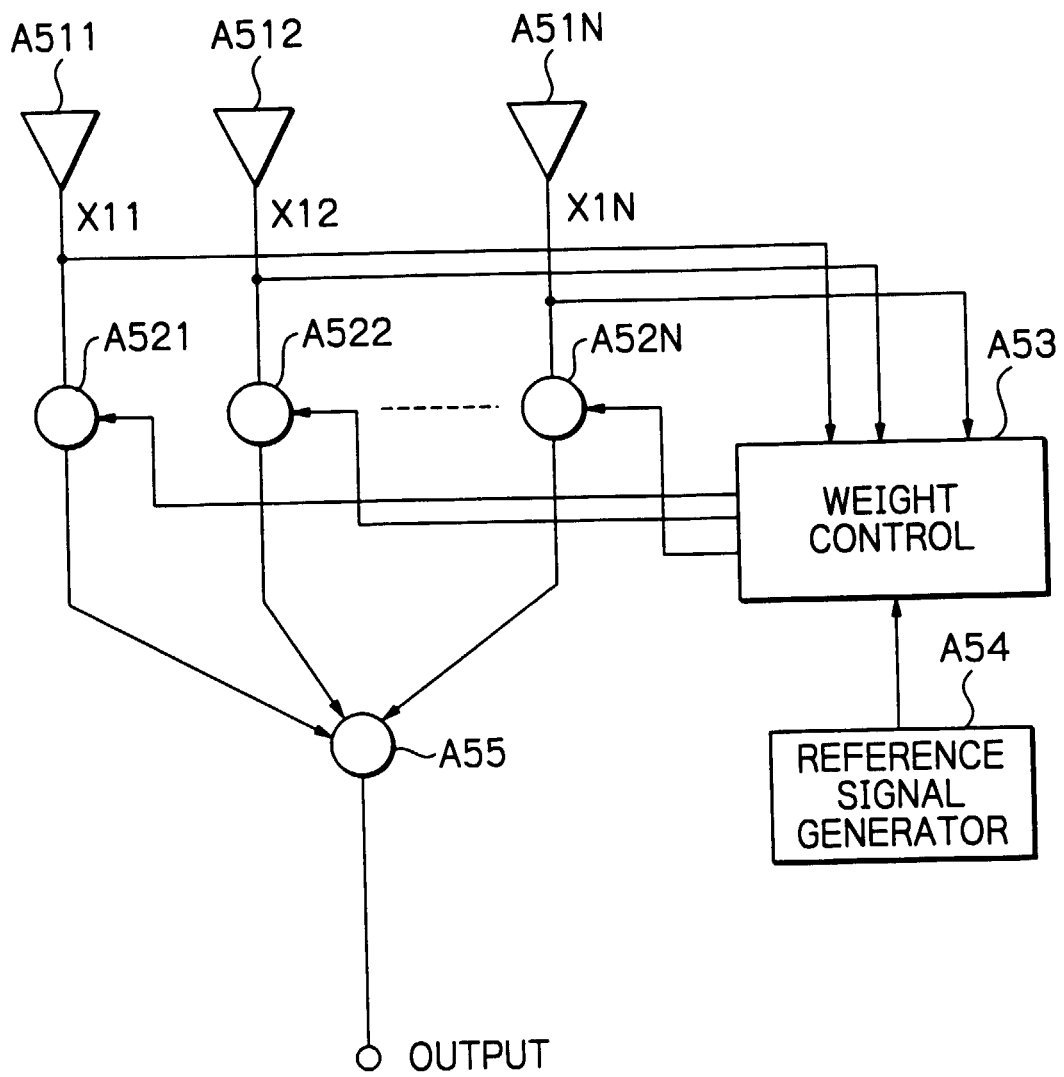 A511
A512
A51N
X11
X12
X1N
A521
A522
A52N
A53
WEIGHT
CONTROL
A54
A55
REFERENCE
SIGNAL
GENERATOR
OUTPUT